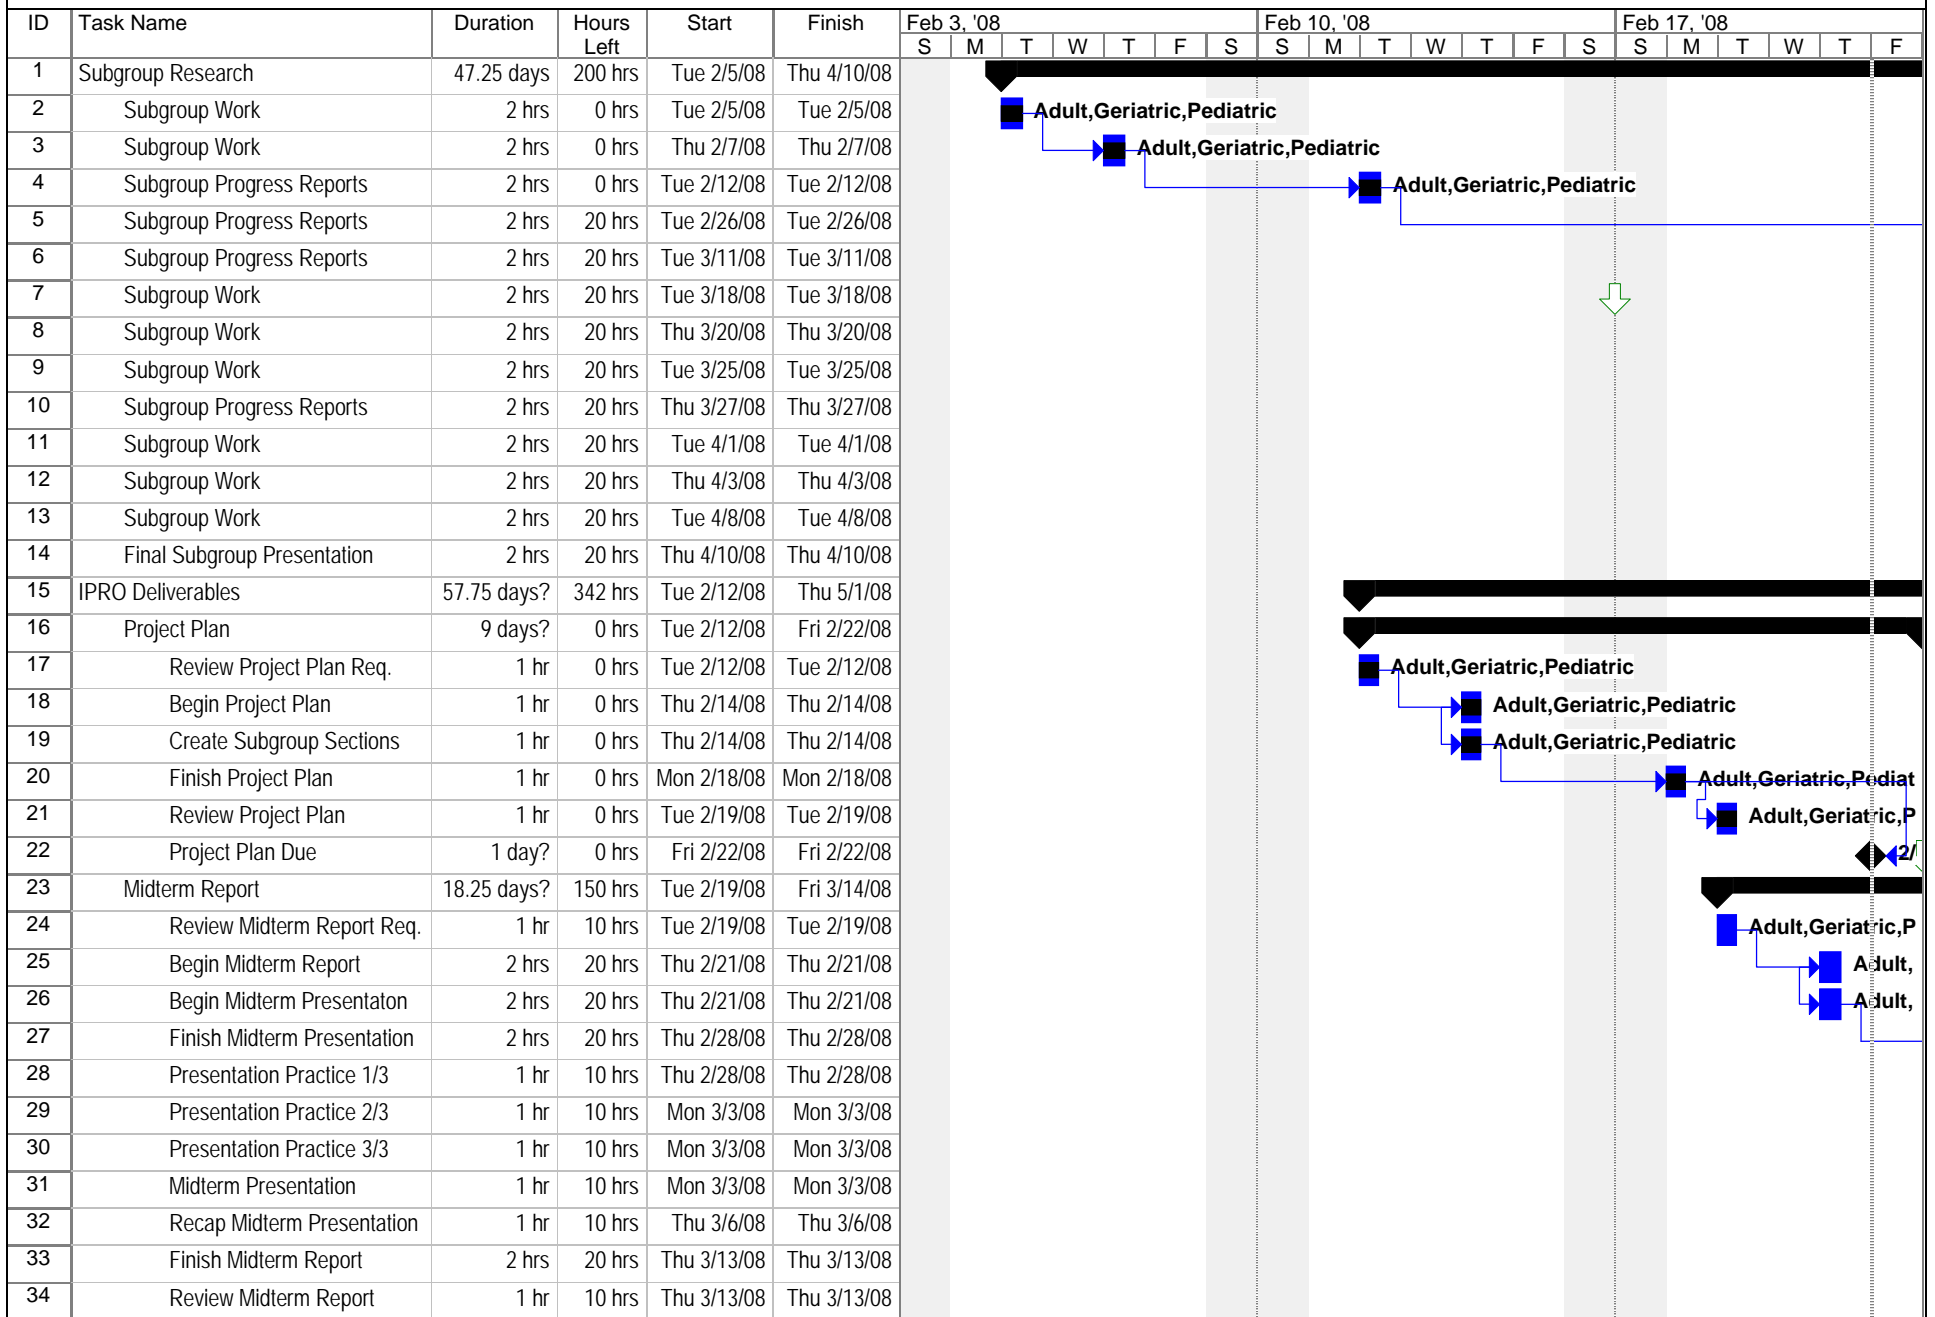 ID Task Name Duration Hours Left Start Finish Feb 3, '08 Feb 10, '08 Feb 17, '08
S M T W T F S S M T W T F S S M T W T F
1 Subgroup Research 47.25 days 200 hrs Tue 2/5/08 Thu 4/10/08
2 Subgroup Work 2 hrs 0 hrs Tue 2/5/08 Tue 2/5/08 Adult,Geriatric,Pediatric
3 Subgroup Work 2 hrs 0 hrs Thu 2/7/08 Thu 2/7/08 Adult,Geriatric,Pediatric
4 Subgroup Progress Reports 2 hrs 0 hrs Tue 2/12/08 Tue 2/12/08 Adult,Geriatric,Pediatric
5 Subgroup Progress Reports 2 hrs 20 hrs Tue 2/26/08 Tue 2/26/08
6 Subgroup Progress Reports 2 hrs 20 hrs Tue 3/11/08 Tue 3/11/08
7 Subgroup Work 2 hrs 20 hrs Tue 3/18/08 Tue 3/18/08
8 Subgroup Work 2 hrs 20 hrs Thu 3/20/08 Thu 3/20/08
9 Subgroup Work 2 hrs 20 hrs Tue 3/25/08 Tue 3/25/08
10 Subgroup Progress Reports 2 hrs 20 hrs Thu 3/27/08 Thu 3/27/08
11 Subgroup Work 2 hrs 20 hrs Tue 4/1/08 Tue 4/1/08
12 Subgroup Work 2 hrs 20 hrs Thu 4/3/08 Thu 4/3/08
13 Subgroup Work 2 hrs 20 hrs Tue 4/8/08 Tue 4/8/08
14 Final Subgroup Presentation 2 hrs 20 hrs Thu 4/10/08 Thu 4/10/08
15 IPRO Deliverables 57.75 days? 342 hrs Tue 2/12/08 Thu 5/1/08
16 Project Plan 9 days? 0 hrs Tue 2/12/08 Fri 2/22/08
17 Review Project Plan Req. 1 hr 0 hrs Tue 2/12/08 Tue 2/12/08 Adult,Geriatric,Pediatric
18 Begin Project Plan 1 hr 0 hrs Thu 2/14/08 Thu 2/14/08 Adult,Geriatric,Pediatric
19 Create Subgroup Sections 1 hr 0 hrs Thu 2/14/08 Thu 2/14/08 Adult,Geriatric,Pediatric
20 Finish Project Plan 1 hr 0 hrs Mon 2/18/08 Mon 2/18/08 Adult,Geriatric,Pediat
21 Review Project Plan 1 hr 0 hrs Tue 2/19/08 Tue 2/19/08 Adult,Geriatric,P
22 Project Plan Due 1 day? 0 hrs Fri 2/22/08 Fri 2/22/08 2/
23 Midterm Report 18.25 days? 150 hrs Tue 2/19/08 Fri 3/14/08
24 Review Midterm Report Req. 1 hr 10 hrs Tue 2/19/08 Tue 2/19/08 Adult,Geriatric,P
25 Begin Midterm Report 2 hrs 20 hrs Thu 2/21/08 Thu 2/21/08 Adult,
26 Begin Midterm Presentaton 2 hrs 20 hrs Thu 2/21/08 Thu 2/21/08 Adult,
27 Finish Midterm Presentation 2 hrs 20 hrs Thu 2/28/08 Thu 2/28/08
28 Presentation Practice 1/3 1 hr 10 hrs Thu 2/28/08 Thu 2/28/08
29 Presentation Practice 2/3 1 hr 10 hrs Mon 3/3/08 Mon 3/3/08
30 Presentation Practice 3/3 1 hr 10 hrs Mon 3/3/08 Mon 3/3/08
31 Midterm Presentation 1 hr 10 hrs Mon 3/3/08 Mon 3/3/08
32 Recap Midterm Presentation 1 hr 10 hrs Thu 3/6/08 Thu 3/6/08
33 Finish Midterm Report 2 hrs 20 hrs Thu 3/13/08 Thu 3/13/08
34 Review Midterm Report 1 hr 10 hrs Thu 3/13/08 Thu 3/13/08